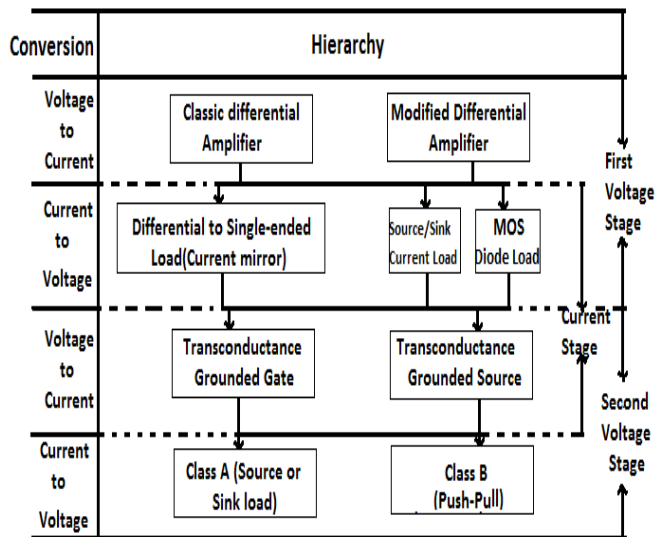 Conversion
Hierarchy
Voltage
to
Current
Classic differential
Amplifier
Modified Differential
Amplifier
First
Voltage
Stage
Current
to
Voltage
Differential to Single-ended
Load(Current mirror)
Source/Sink
Current Load
MOS
Diode Load
Current
Stage
Voltage
to
Current
Transconductance
Grounded Gate
Transconductance
Grounded Source
Second
Voltage
Stage
Current
to
Voltage
Class A (Source or
Sink load)
Class B
(Push-Pull)